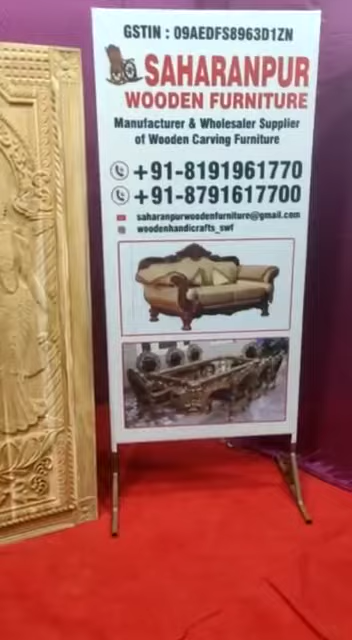 GSTIN : 09AEDFS8963D1ZN
SAHARANPUR
WOODEN FURNITURE
Manufacturer & Wholesaler Supplier
of Wooden Carving Furniture
+91-8191961770
+91-8791617700
saharanpurwoodenfurniture@gmail.com
woodenhandicrafts_swf